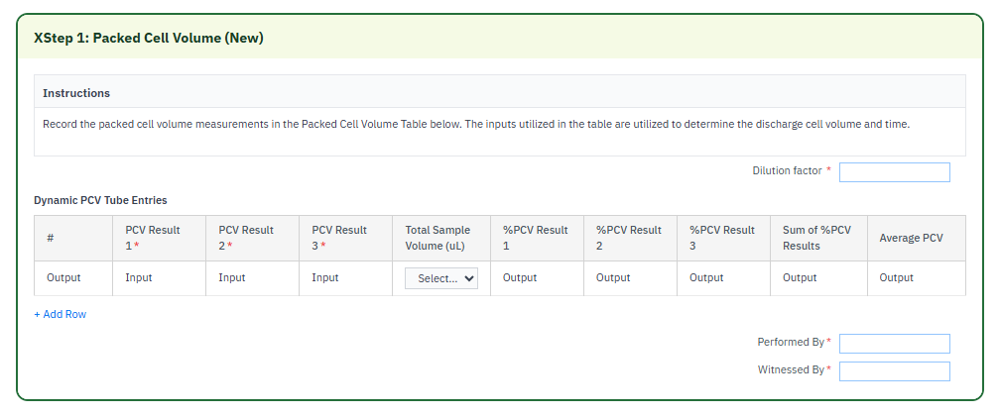 XStep 1: Packed Cell Volume (New)
Instructions
Record the packed cell volume measurements in the Packed Cell Volume Table below. The inputs utilized in the table are utilized to determine the discharge cell volume and time.
Dilution factor *
Dynamic PCV Tube Entries
# PCV Result 1 * PCV Result 2 * PCV Result 3 * Total Sample Volume (uL) %PCV Result 1 %PCV Result 2 %PCV Result 3 Sum of %PCV Results Average PCV
Output Input Input Input Select... Output Output Output Output Output
+ Add Row
Performed By *
Witnessed By *